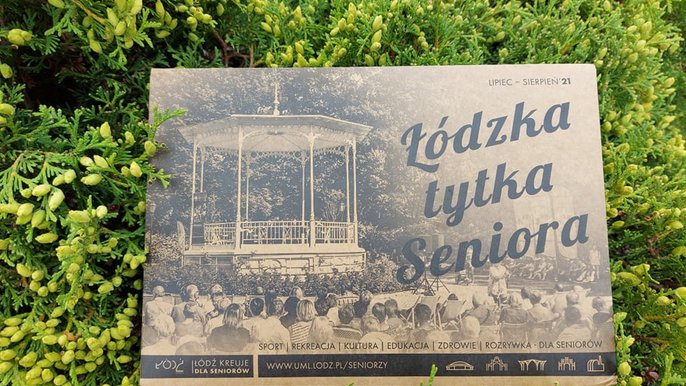 LIPIEC – SIERPIEŃ'21
Łódzka
tytka
Seniora
SPORT | REKREACJA | KULTURA | EDUKACJA | ZDROWIE | ROZRYWKA · DLA SENIORÓW
ŁÓDŹ KREUJE
DLA SENIORÓW
WWW.UML.LODZ.PL/SENIORZY